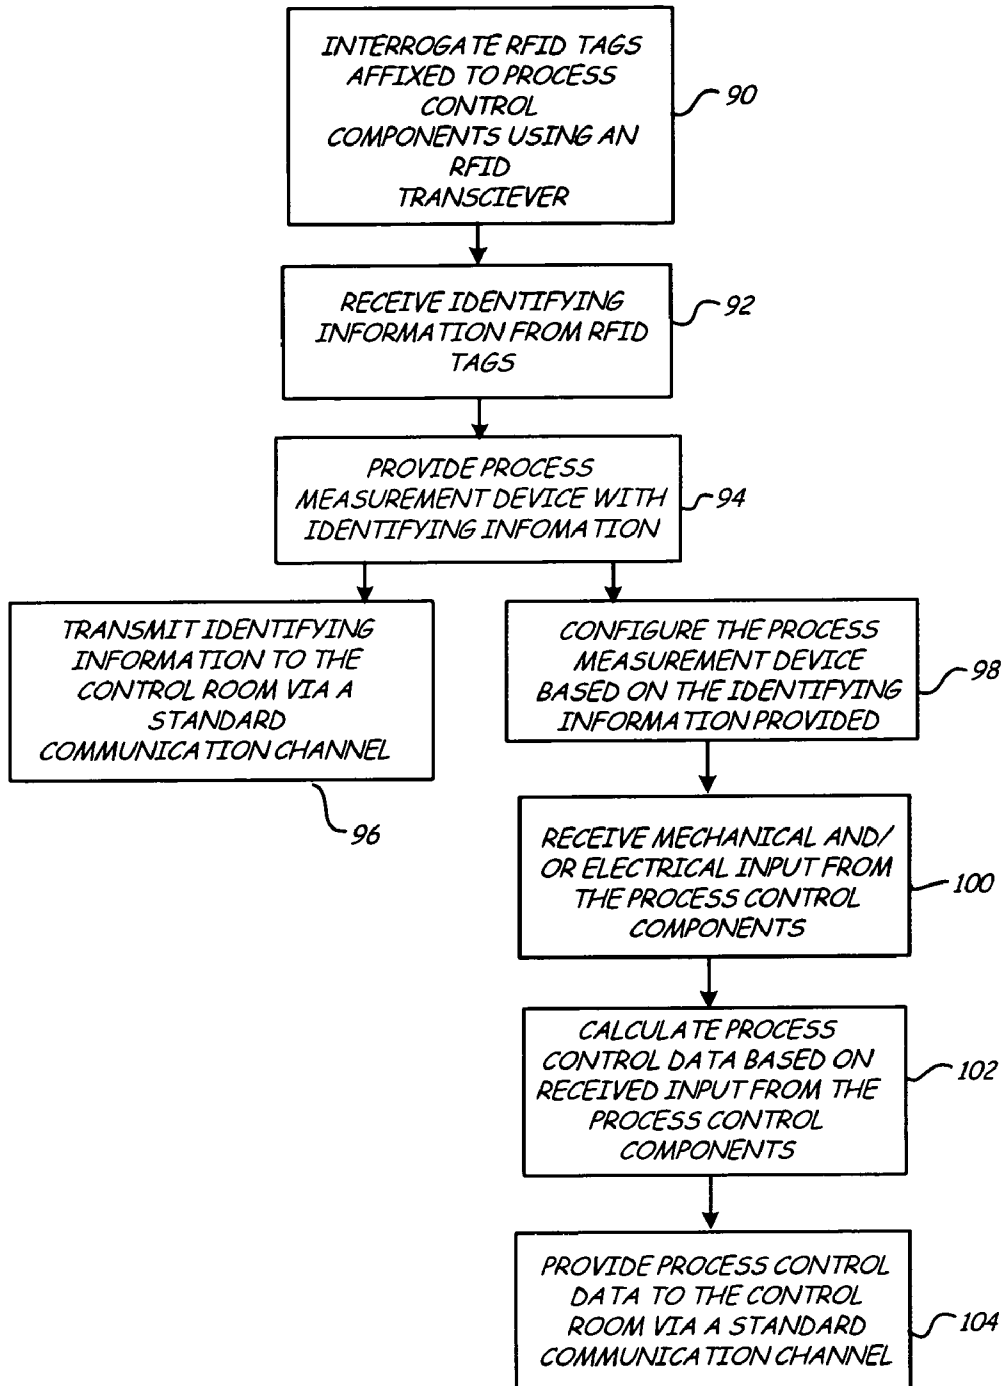 INTERROGATE RFID TAGS
AFFIXED TO PROCESS
CONTROL
COMPONENTS USING AN
RFID
TRANSCIEVER
90
RECEIVE IDENTIFYING
INFORMATION FROM RFID
TAGS
92
PROVIDE PROCESS
MEASUREMENT DEVICE WITH
IDENTIFYING INFOMATION
94
TRANSMIT IDENTIFYING
INFORMATION TO THE
CONTROL ROOM VIA A
STANDARD
COMMUNICATION CHANNEL
96
CONFIGURE THE PROCESS
MEASUREMENT DEVICE
BASED ON THE IDENTIFYING
INFORMATION PROVIDED
98
RECEIVE MECHANICAL AND/
OR ELECTRICAL INPUT FROM
THE PROCESS CONTROL
COMPONENTS
100
CALCULATE PROCESS
CONTROL DATA BASED ON
RECEIVED INPUT FROM THE
PROCESS CONTROL
COMPONENTS
102
PROVIDE PROCESS CONTROL
DATA TO THE CONTROL
ROOM VIA A STANDARD
COMMUNICATION CHANNEL
104